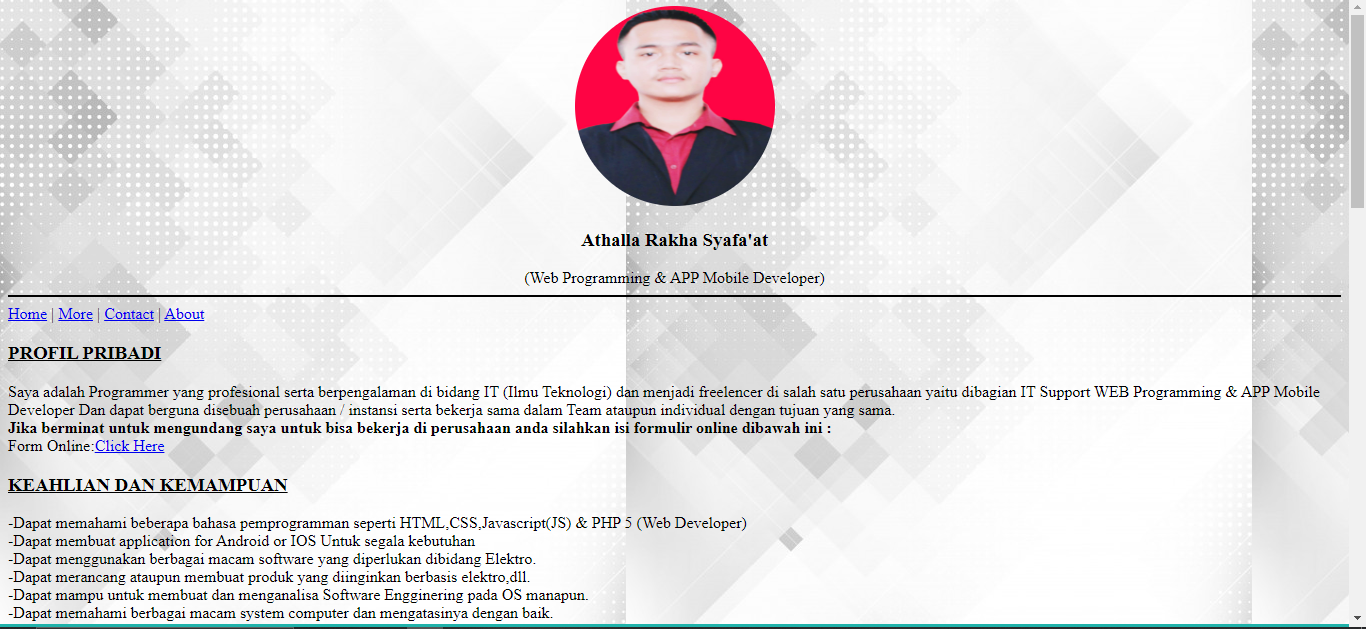 Athalla Rakha Syafa'at
(Web Programming & APP Mobile Developer)
Home | More | Contact | About
PROFIL PRIBADI
Saya adalah Programmer yang profesional serta berpengalaman di bidang IT (Ilmu Teknologi) dan menjadi freelencer di salah satu perusahaan yaitu dibagian IT Support WEB Programming & APP Mobile
Developer Dan dapat berguna disebuah perusahaan / instansi serta bekerja sama dalam Team ataupun individual dengan tujuan yang sama.
Jika berminat untuk mengundang saya untuk bisa bekerja di perusahaan anda silahkan isi formulir online dibawah ini :
Form Online:Click Here
KEAHLIAN DAN KEMAMPUAN
-Dapat memahami beberapa bahasa pemprogramman seperti HTML,CSS,Javascript(JS) & PHP 5 (Web Developer)
-Dapat membuat application for Android or IOS Untuk segala kebutuhan
-Dapat menggunakan berbagai macam software yang diperlukan dibidang Elektro.
-Dapat merancang ataupun membuat produk yang diinginkan berbasis elektro,dll.
-Dapat mampu untuk membuat dan menganalisa Software Engginering pada OS manapun.
-Dapat memahami berbagai macam system computer dan mengatasinya dengan baik.